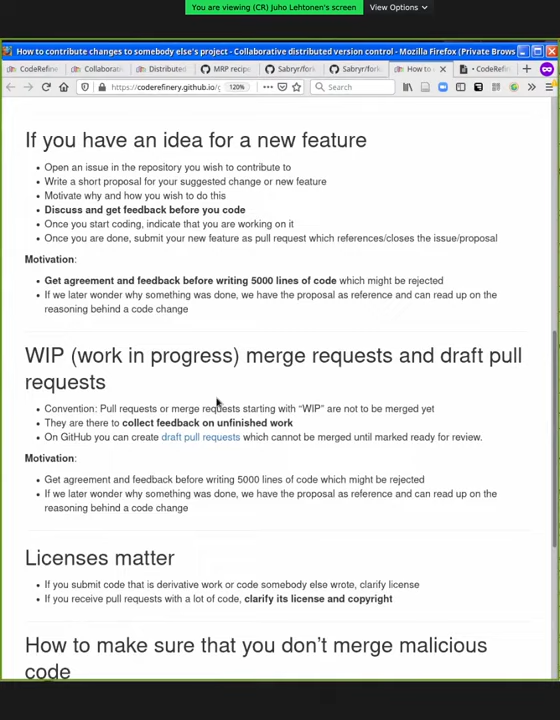 You are viewing (CR) Juho Lehtonen's screen
View Options
How to contribute changes to somebody else's project - Collaborative distributed version control - Mozilla Firefox (Private Brows
CodeRefine
Collabora
Distributed
MRP recip
Sabryr/fork
Sabryr/fork
How to
• CodeRefi
https://coderefinery.github.io/c
120%
Search
If you have an idea for a new feature
• Open an issue in the repository you wish to contribute to
• Write a short proposal for your suggested change or new feature
• Motivate why and how you wish to do this
• Discuss and get feedback before you code
• Once you start coding, indicate that you are working on it
• Once you are done, submit your new feature as pull request which references/closes the issue/proposal
Motivation:
• Get agreement and feedback before writing 5000 lines of code which might be rejected
• If we later wonder why something was done, we have the proposal as reference and can read up on the
reasoning behind a code change
WIP (work in progress) merge requests and draft pull
requests
• Convention: Pull requests or merge requests starting with “WIP” are not to be merged yet
• They are there to collect feedback on unfinished work
• On GitHub you can create draft pull requests which cannot be merged until marked ready for review.
Motivation:
• Get agreement and feedback before writing 5000 lines of code which might be rejected
• If we later wonder why something was done, we have the proposal as reference and can read up on the
reasoning behind a code change
Licenses matter
• If you submit code that is derivative work or code somebody else wrote, clarify license
• If you receive pull requests with a lot of code, clarify its license and copyright
How to make sure that you don’t merge malicious
code